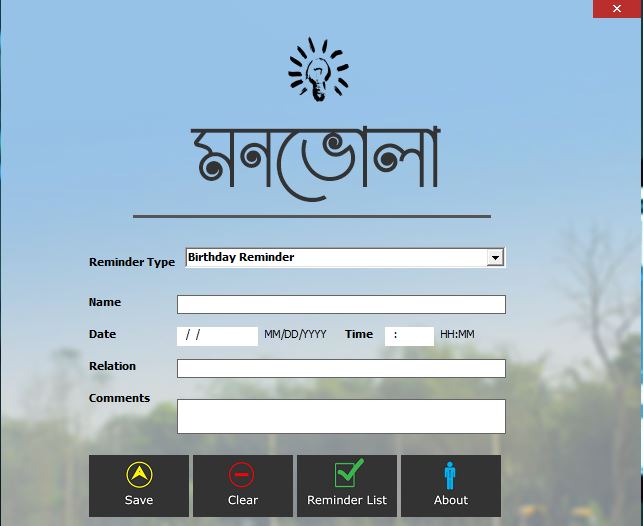 মনভোলা
Reminder Type Birthday Reminder
Name
Date / / MM/DD/YYYY Time : HH:MM
Relation
Comments
Save Clear Reminder List About